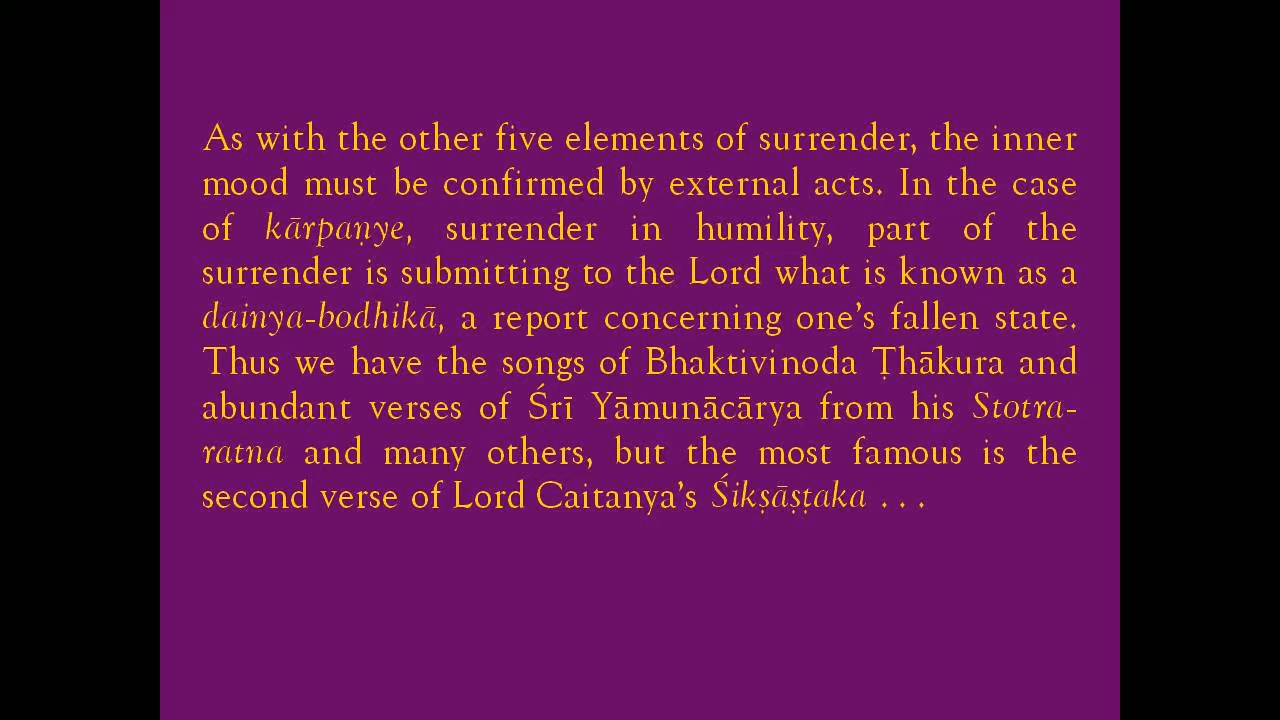 As with the other five elements of surrender, the inner
mood must be confirmed by external acts. In the case
of kārpaṇye, surrender in humility, part of the
surrender is submitting to the Lord what is known as a
dainya-bodhikā, a report concerning one’s fallen state.
Thus we have the songs of Bhaktivinoda Ṭhākura and
abundant verses of Śrī Yāmunācārya from his Stotra-
ratna and many others, but the most famous is the
second verse of Lord Caitanya’s Śikṣāṣṭaka . . .